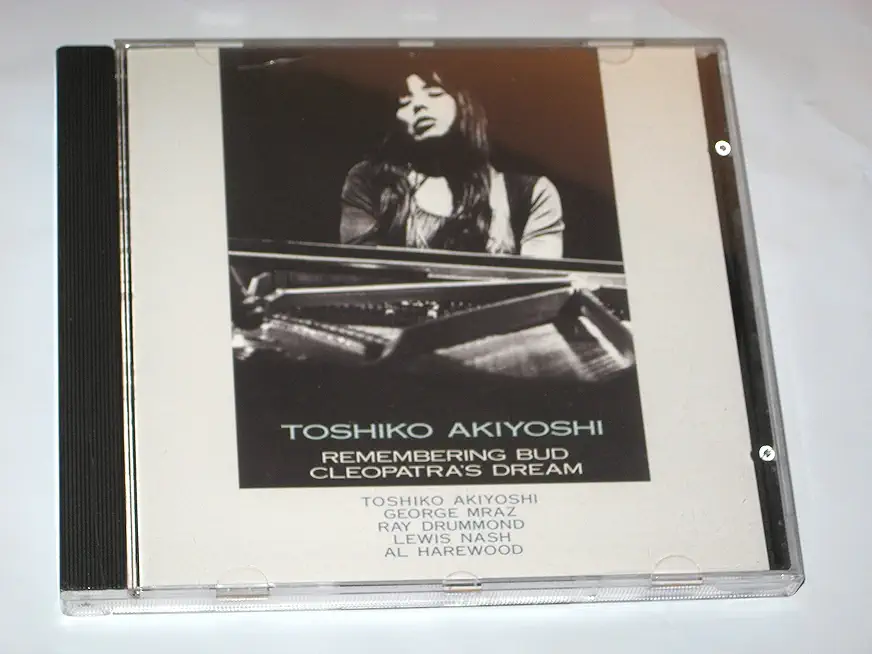 TOSHIKO AKIYOSHI
REMEMBERING BUD
CLEOPATRA'S DREAM
TOSHIKO AKIYOSHI
GEORGE MRAZ
RAY DRUMMOND
LEWIS NASH
AL HAREWOOD